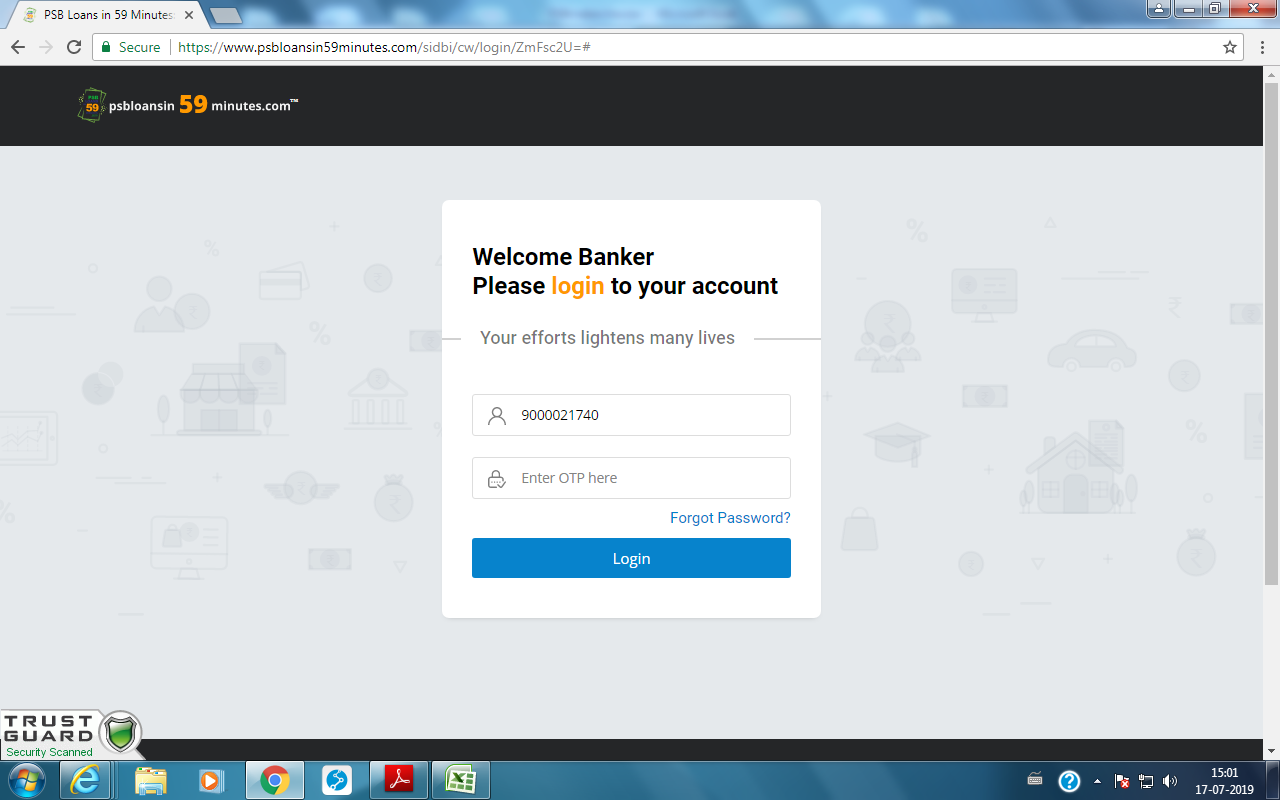 PSB Loans in 59 Minutes
Secure
https://www.psbloansin59minutes.com/sidbi/cw/login/ZmFsc2U=#
PSB
59
psbloansin 59 minutes.com™
Welcome Banker
Please login to your account
Your efforts lightens many lives
9000021740
Enter OTP here
Forgot Password?
Login
TRUST
GUARD
Security Scanned
15:01
17-07-2019